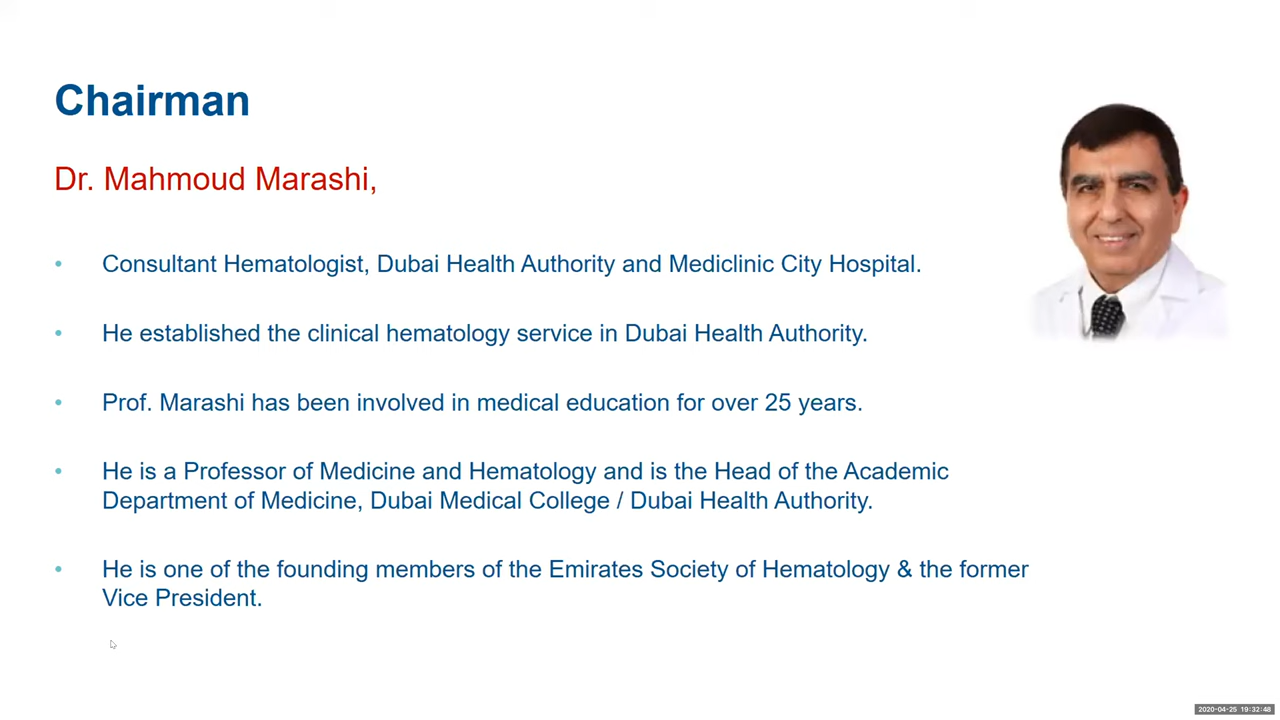 Chairman
Dr. Mahmoud Marashi,
• Consultant Hematologist, Dubai Health Authority and Mediclinic City Hospital.
• He established the clinical hematology service in Dubai Health Authority.
• Prof. Marashi has been involved in medical education for over 25 years.
• He is a Professor of Medicine and Hematology and is the Head of the Academic
Department of Medicine, Dubai Medical College / Dubai Health Authority.
• He is one of the founding members of the Emirates Society of Hematology & the former
Vice President.
2020-04-25 19:32:48